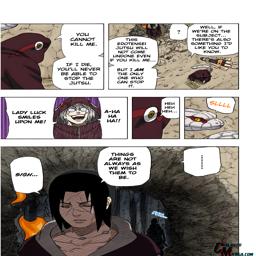 WELL, IF
WE'RE ON THE
SUBJECT...
THERE'S ALSO
SOMETHING I'D
LIKE YOU
TO KNOW.
?
THIS
EDOTENSEI
JUTSU WILL NOT
COME UNDONE
EVEN IF
YOU KILL ME...
BUT I AM
THE ONLY
ONE WHO
CAN STOP
IT.
YOU
CANNOT
KILL ME.
IF I DIE,
YOU'LL NEVER
BE ABLE TO
STOP THE
JUTSU.
SLLLL
HEH
HEH
HEH...
A-HA
HA
HA!!
LADY LUCK
SMILES
UPON ME!
........
THINGS
ARE NOT
ALWAYS AS
WE WISH
THEM TO
BE.
SIGH...